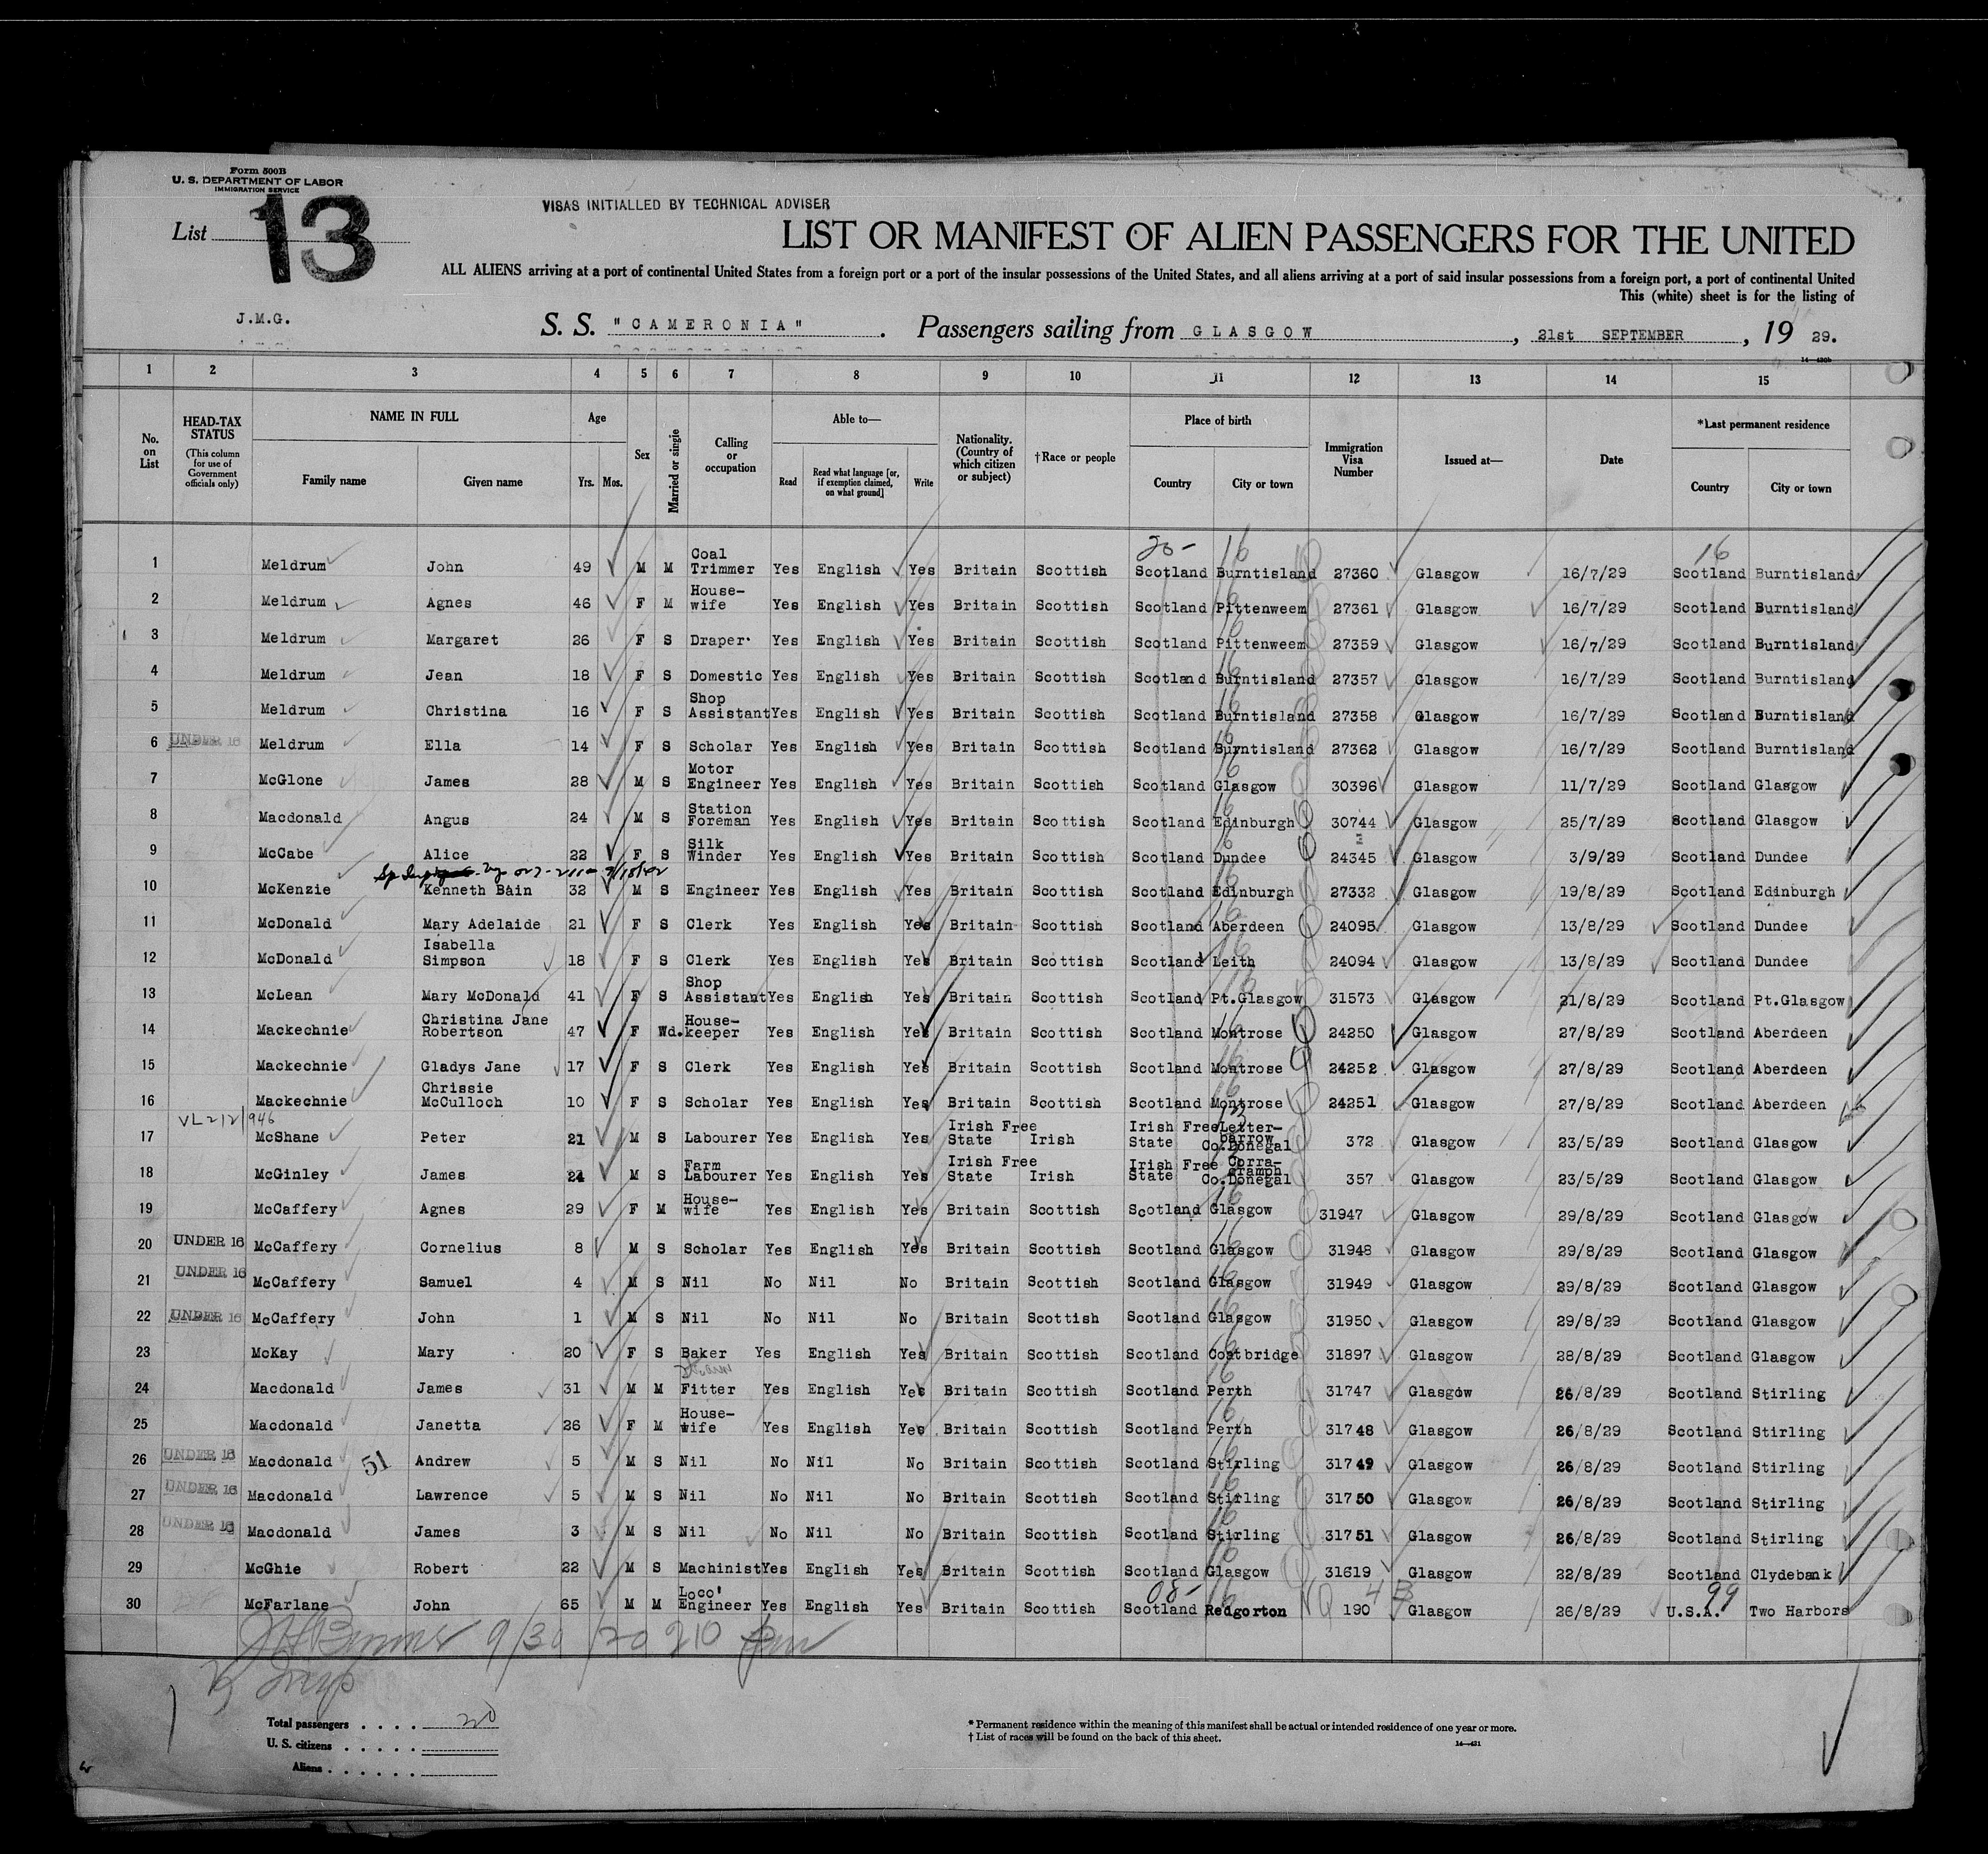 Form 500B
U. S. DEPARTMENT OF LABOR
IMMIGRATION SERVICE
List 13
VISAS INITIALLED BY TECHNICAL ADVISER
LIST OR MANIFEST OF ALIEN PASSENGERS FOR THE UNITED
ALL ALIENS arriving at a port of continental United States from a foreign port or a port of the insular possessions of the United States, and all aliens arriving at a port of said insular possessions from a foreign port, a port of continental United
This (white) sheet is for the listing of
J.M.G.
S. S. "CAMERONIA". Passengers sailing from GLASGOW, 21st SEPTEMBER, 19 29.
14—430b
1 2 3 4 5 6 7 8 9 10 11 12 13 14 15
No. on List HEAD-TAX STATUS (This column for use of Government officials only) NAME IN FULL Family name Given name Age Yrs. Mos. Sex Married or single Calling or occupation Able to— Read Read what language [or, if exemption claimed, on what ground] Write Nationality. (Country of which citizen or subject) †Race or people Place of birth Country City or town Immigration Visa Number Issued at— Date *Last permanent residence Country City or town
20- 16 16
1 Meldrum John 49 M M Coal Trimmer Yes English Yes Britain Scottish Scotland Burntisland 27360 Glasgow 16/7/29 Scotland Burntisland
2 Meldrum Agnes 46 F M House-wife Yes English Yes Britain Scottish Scotland Pittenweem 27361 Glasgow 16/7/29 Scotland Burntisland
3 Meldrum Margaret 26 F S Draper Yes English Yes Britain Scottish Scotland Pittenweem 27359 Glasgow 16/7/29 Scotland Burntisland
4 Meldrum Jean 18 F S Domestic Yes English Yes Britain Scottish Scotland Burntisland 27357 Glasgow 16/7/29 Scotland Burntisland
5 Meldrum Christina 16 F S Shop Assistant Yes English Yes Britain Scottish Scotland Burntisland 27358 Glasgow 16/7/29 Scotland Burntisland
6 UNDER 16 Meldrum Ella 14 F S Scholar Yes English Yes Britain Scottish Scotland Burntisland 27362 Glasgow 16/7/29 Scotland Burntisland
7 McGlone James 28 M S Motor Engineer Yes English Yes Britain Scottish Scotland Glasgow 30396 Glasgow 11/7/29 Scotland Glasgow
8 Macdonald Angus 24 M S Station Foreman Yes English Yes Britain Scottish Scotland Edinburgh 30744 Glasgow 25/7/29 Scotland Glasgow
9 McCabe Alice 22 F S Silk Winder Yes English Yes Britain Scottish Scotland Dundee 24345 Glasgow 3/9/29 Scotland Dundee
10 McKenzie Kenneth Bain 32 M S Engineer Yes English Yes Britain Scottish Scotland Edinburgh 27332 Glasgow 19/8/29 Scotland Edinburgh
11 McDonald Mary Adelaide 21 F S Clerk Yes English Yes Britain Scottish Scotland Aberdeen 24095 Glasgow 13/8/29 Scotland Dundee
12 McDonald Isabella Simpson 18 F S Clerk Yes English Yes Britain Scottish Scotland Leith 24094 Glasgow 13/8/29 Scotland Dundee
13 McLean Mary McDonald 41 F S Shop Assistant Yes English Yes Britain Scottish Scotland Pt.Glasgow 31573 Glasgow 21/8/29 Scotland Pt.Glasgow
14 Mackechnie Christina Jane Robertson 47 F Wd. House-keeper Yes English Yes Britain Scottish Scotland Montrose 24250 Glasgow 27/8/29 Scotland Aberdeen
15 Mackechnie Gladys Jane 17 F S Clerk Yes English Yes Britain Scottish Scotland Montrose 24252 Glasgow 27/8/29 Scotland Aberdeen
16 Mackechnie Chrissie McCulloch 10 F S Scholar Yes English Yes Britain Scottish Scotland Montrose 24251 Glasgow 27/8/29 Scotland Aberdeen
17 McShane Peter 21 M S Labourer Yes English Yes Irish Free State Irish Irish Free State Letter-barrow Co.Donegal 372 Glasgow 23/5/29 Scotland Glasgow
18 McGinley James 24 M S Farm Labourer Yes English Yes Irish Free State Irish Irish Free State Corra-gramph Co.Donegal 357 Glasgow 23/5/29 Scotland Glasgow
19 McCaffery Agnes 29 F M House-wife Yes English Yes Britain Scottish Scotland Glasgow 31947 Glasgow 29/8/29 Scotland Glasgow
20 UNDER 16 McCaffery Cornelius 8 M S Scholar Yes English Yes Britain Scottish Scotland Glasgow 31948 Glasgow 29/8/29 Scotland Glasgow
21 UNDER 16 McCaffery Samuel 4 M S Nil No Nil No Britain Scottish Scotland Glasgow 31949 Glasgow 29/8/29 Scotland Glasgow
22 UNDER 16 McCaffery John 1 M S Nil No Nil No Britain Scottish Scotland Glasgow 31950 Glasgow 29/8/29 Scotland Glasgow
23 McKay Mary 20 F S Baker Yes English Yes Britain Scottish Scotland Coatbridge 31897 Glasgow 28/8/29 Scotland Glasgow
24 Macdonald James 31 M M Fitter Yes English Yes Britain Scottish Scotland Perth 31747 Glasgow 26/8/29 Scotland Stirling
25 Macdonald Janetta 26 F M House-wife Yes English Yes Britain Scottish Scotland Perth 31748 Glasgow 26/8/29 Scotland Stirling
26 UNDER 16 Macdonald 51 Andrew 5 M S Nil No Nil No Britain Scottish Scotland Stirling 31749 Glasgow 26/8/29 Scotland Stirling
27 UNDER 16 Macdonald Lawrence 5 M S Nil No Nil No Britain Scottish Scotland Stirling 31750 Glasgow 26/8/29 Scotland Stirling
28 UNDER 16 Macdonald James 3 M S Nil No Nil No Britain Scottish Scotland Stirling 31751 Glasgow 26/8/29 Scotland Stirling
29 McGhie Robert 22 M S Machinist Yes English Yes Britain Scottish Scotland Glasgow 31619 Glasgow 22/8/29 Scotland Clydebank
08- 99
30 McFarlane John 65 M M Loco' Engineer Yes English Yes Britain Scottish Scotland Redgorton 190 Glasgow 26/8/29 U.S.A. Two Harbors
Total passengers . . . .
U. S. citizens . . . . .
Aliens . . . . . .
* Permanent residence within the meaning of this manifest shall be actual or intended residence of one year or more.
† List of races will be found on the back of this sheet.
14—431